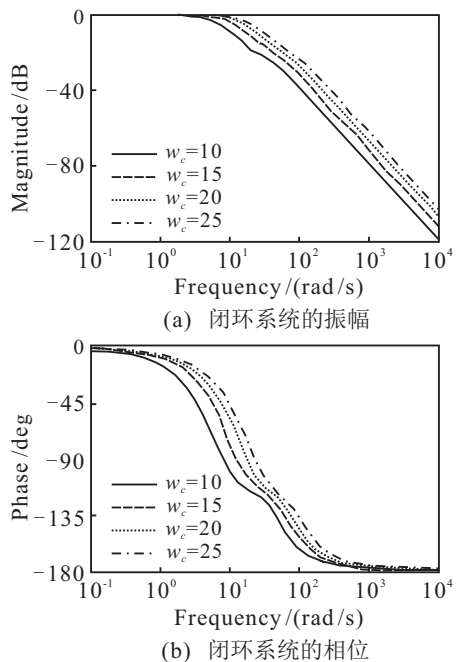 0
−40
−80
−120
Magnitude/dB
w_c=10
w_c=15
w_c=20
w_c=25
10^-1 10^0 10^1 10^2 10^3 10^4
Frequency/(rad/s)
(a) 闭环系统的振幅
0
−45
−90
−135
−180
Phase/deg
w_c=10
w_c=15
w_c=20
w_c=25
10^-1 10^0 10^1 10^2 10^3 10^4
Frequency/(rad/s)
(b) 闭环系统的相位